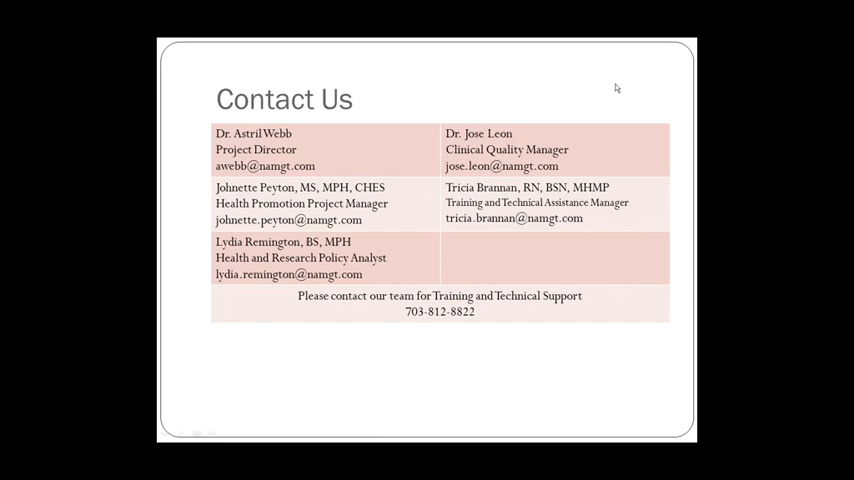 Contact Us
Dr. Astril Webb
Project Director
awebb@namgt.com
Dr. Jose Leon
Clinical Quality Manager
jose.leon@namgt.com
Johnette Peyton, MS, MPH, CHES
Health Promotion Project Manager
johnette.peyton@namgt.com
Tricia Brannan, RN, BSN, MHMP
Training and Technical Assistance Manager
tricia.brannan@namgt.com
Lydia Remington, BS, MPH
Health and Research Policy Analyst
lydia.remington@namgt.com
Please contact our team for Training and Technical Support
703-812-8822